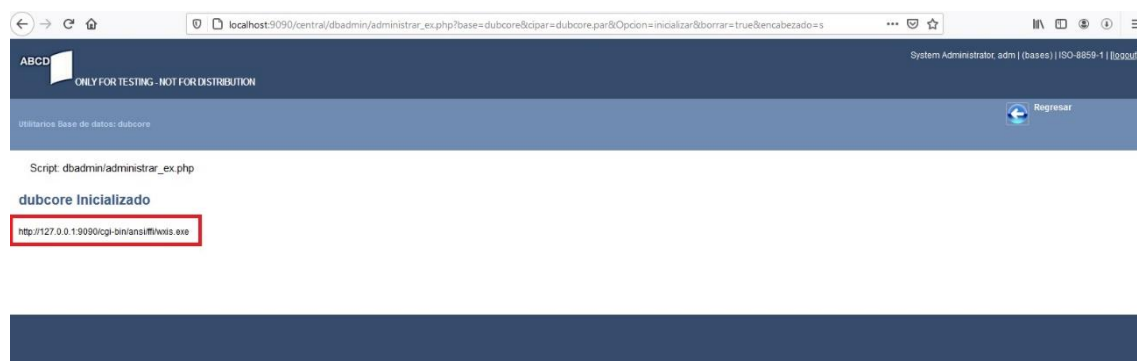 localhost:9090/central/dbadmin/administrar_ex.php?base=dubcore&cipar=dubcore.par&Opcion=inicializar&borrar=true&encabezado=s
ABCD
ONLY FOR TESTING - NOT FOR DISTRIBUTION
System Administrator, adm | (bases) | ISO-8859-1 | [logout
Utilitarios Base de datos: dubcore
Regresar
Script: dbadmin/administrar_ex.php
dubcore Inicializado
http://127.0.0.1:9090/cgi-bin/ansi/ffi/wxis.exe